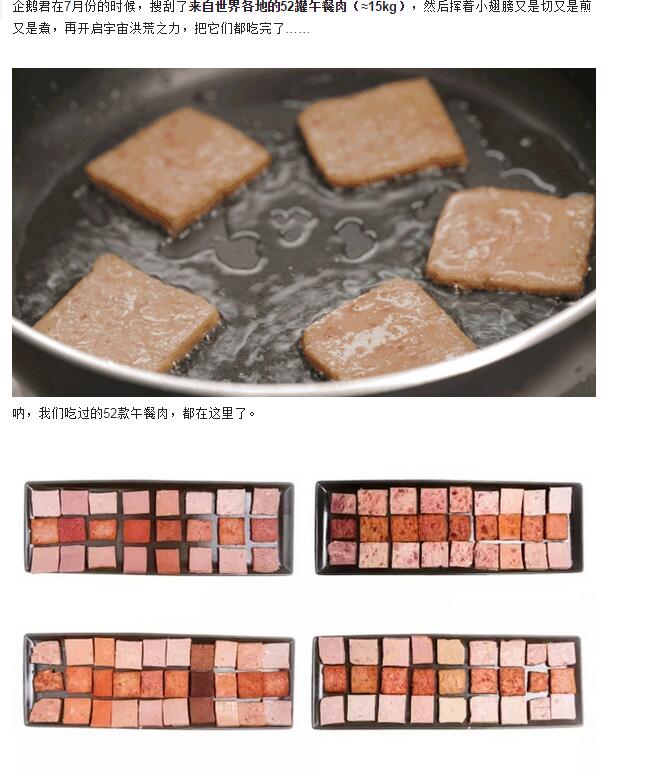 企鹅君在7月份的时候，搜刮了来自世界各地的52罐午餐肉（≈15kg），然后挥着小翅膀又是切又是煎
又是煮，再开启宇宙洪荒之力，把它们都吃完了……
呐，我们吃过的52款午餐肉，都在这里了。